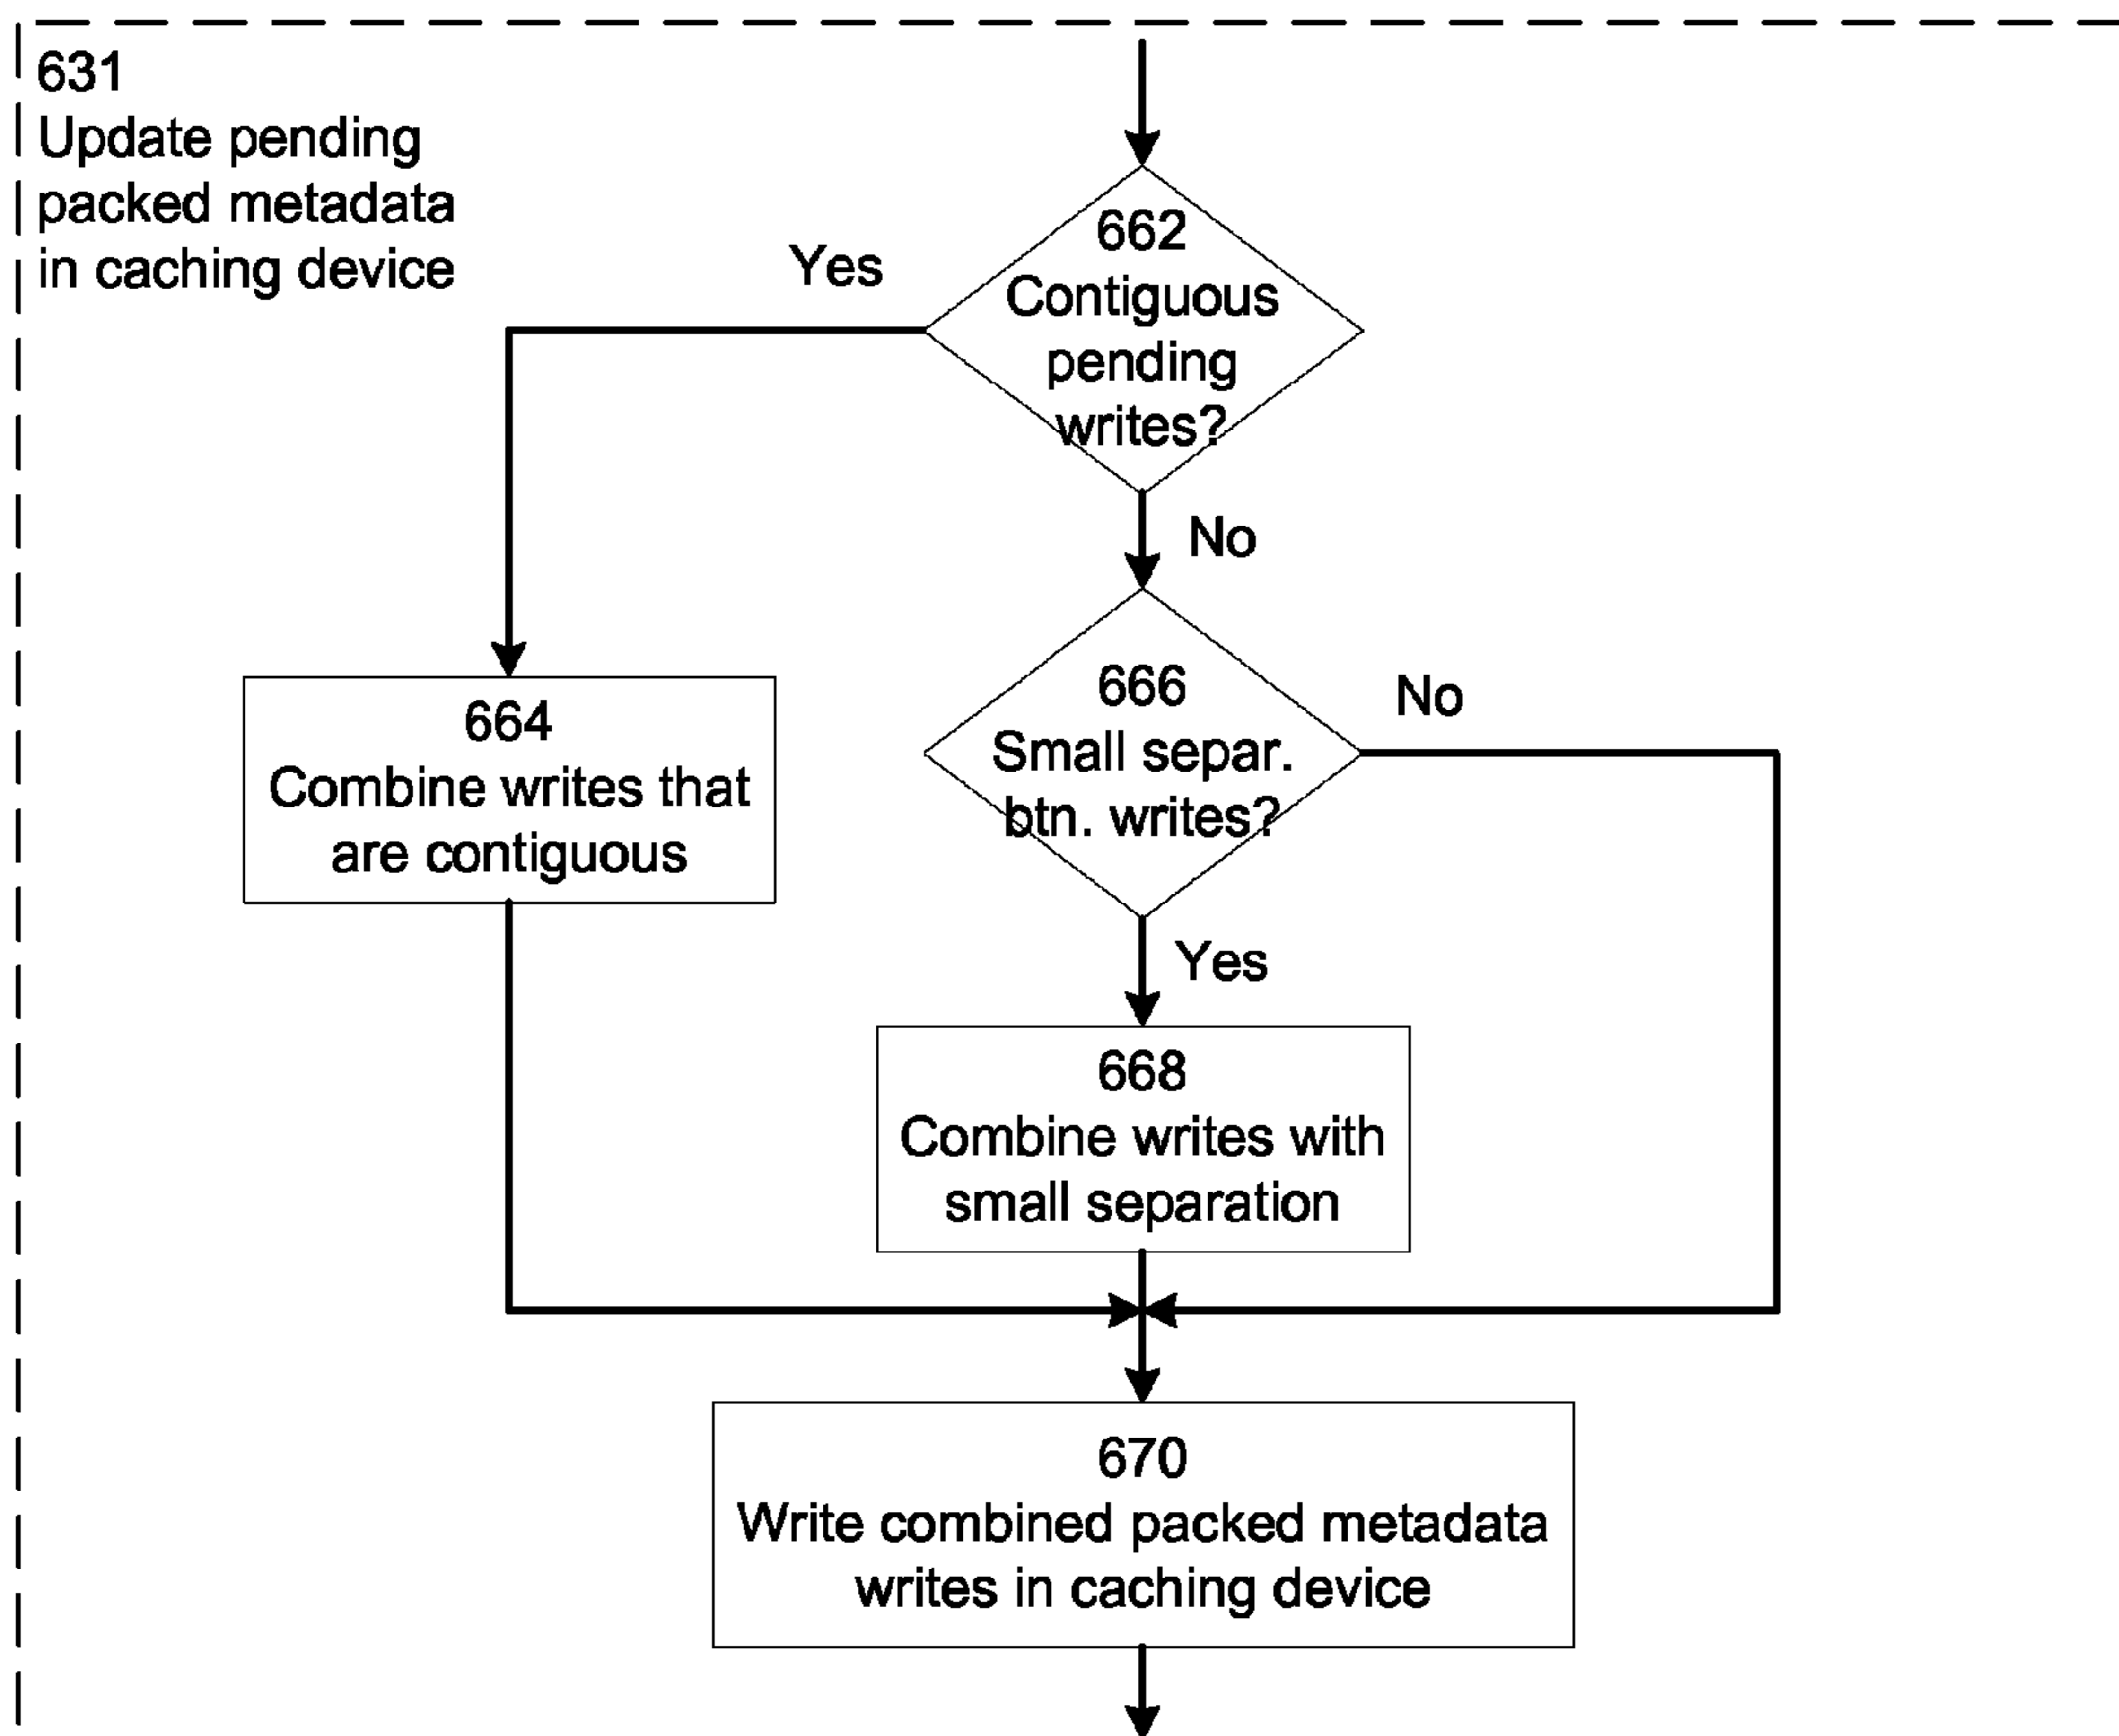 631
Update pending
packed metadata
in caching device
662
Contiguous
pending
writes?
Yes
No
664
Combine writes that
are contiguous
666
Small separ.
btn. writes?
No
Yes
668
Combine writes with
small separation
670
Write combined packed metadata
writes in caching device